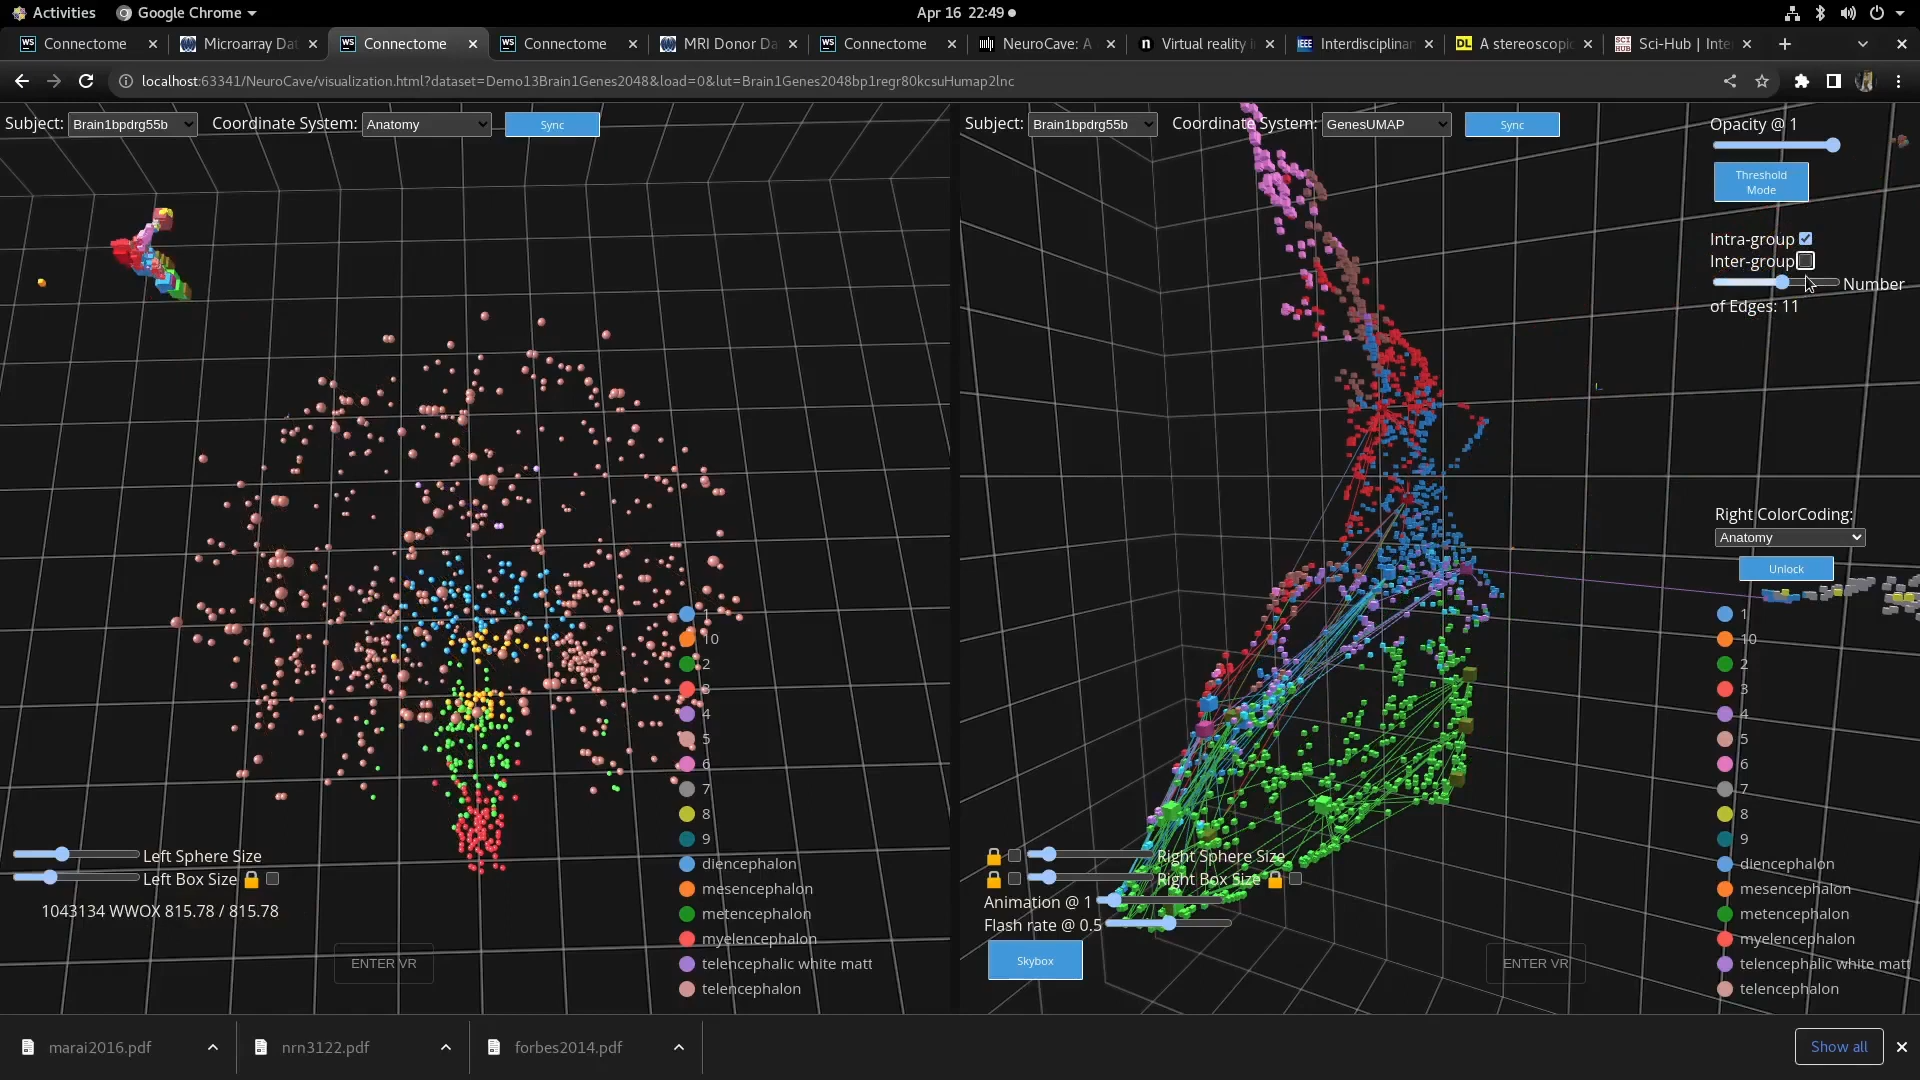 Activities
Google Chrome
Apr 16 22:49
Connectome
Microarray Dat
Connectome
Connectome
MRI Donor Da
Connectome
NeuroCave: A
Virtual reality i
Interdisciplinar
A stereoscopic
Sci-Hub | Inte
localhost:63341/NeuroCave/visualization.html?dataset=Demo13Brain1Genes2048&load=0&lut=Brain1Genes2048bp1regr80kcsuHumap2lnc
Subject: Brain1bpdrg55b Coordinate System: Anatomy Sync
Subject: Brain1bpdrg55b Coordinate System: GenesUMAP Sync
Opacity @ 1
Threshold
Mode
Intra-group
Inter-group
Number
of Edges: 11
Right ColorCoding:
Anatomy
Unlock
1
10
2
3
4
5
6
7
8
9
diencephalon
mesencephalon
metencephalon
myelencephalon
telencephalic white matt
telencephalon
1
10
2
3
4
5
6
7
8
9
diencephalon
mesencephalon
metencephalon
myelencephalon
telencephalic white matt
telencephalon
Left Sphere Size
Left Box Size
1043134 WWOX 815.78 / 815.78
ENTER VR
Right Sphere Size
Right Box Size
Animation @ 1
Flash rate @ 0.5
Skybox
ENTER VR
marai2016.pdf
nrn3122.pdf
forbes2014.pdf
Show all